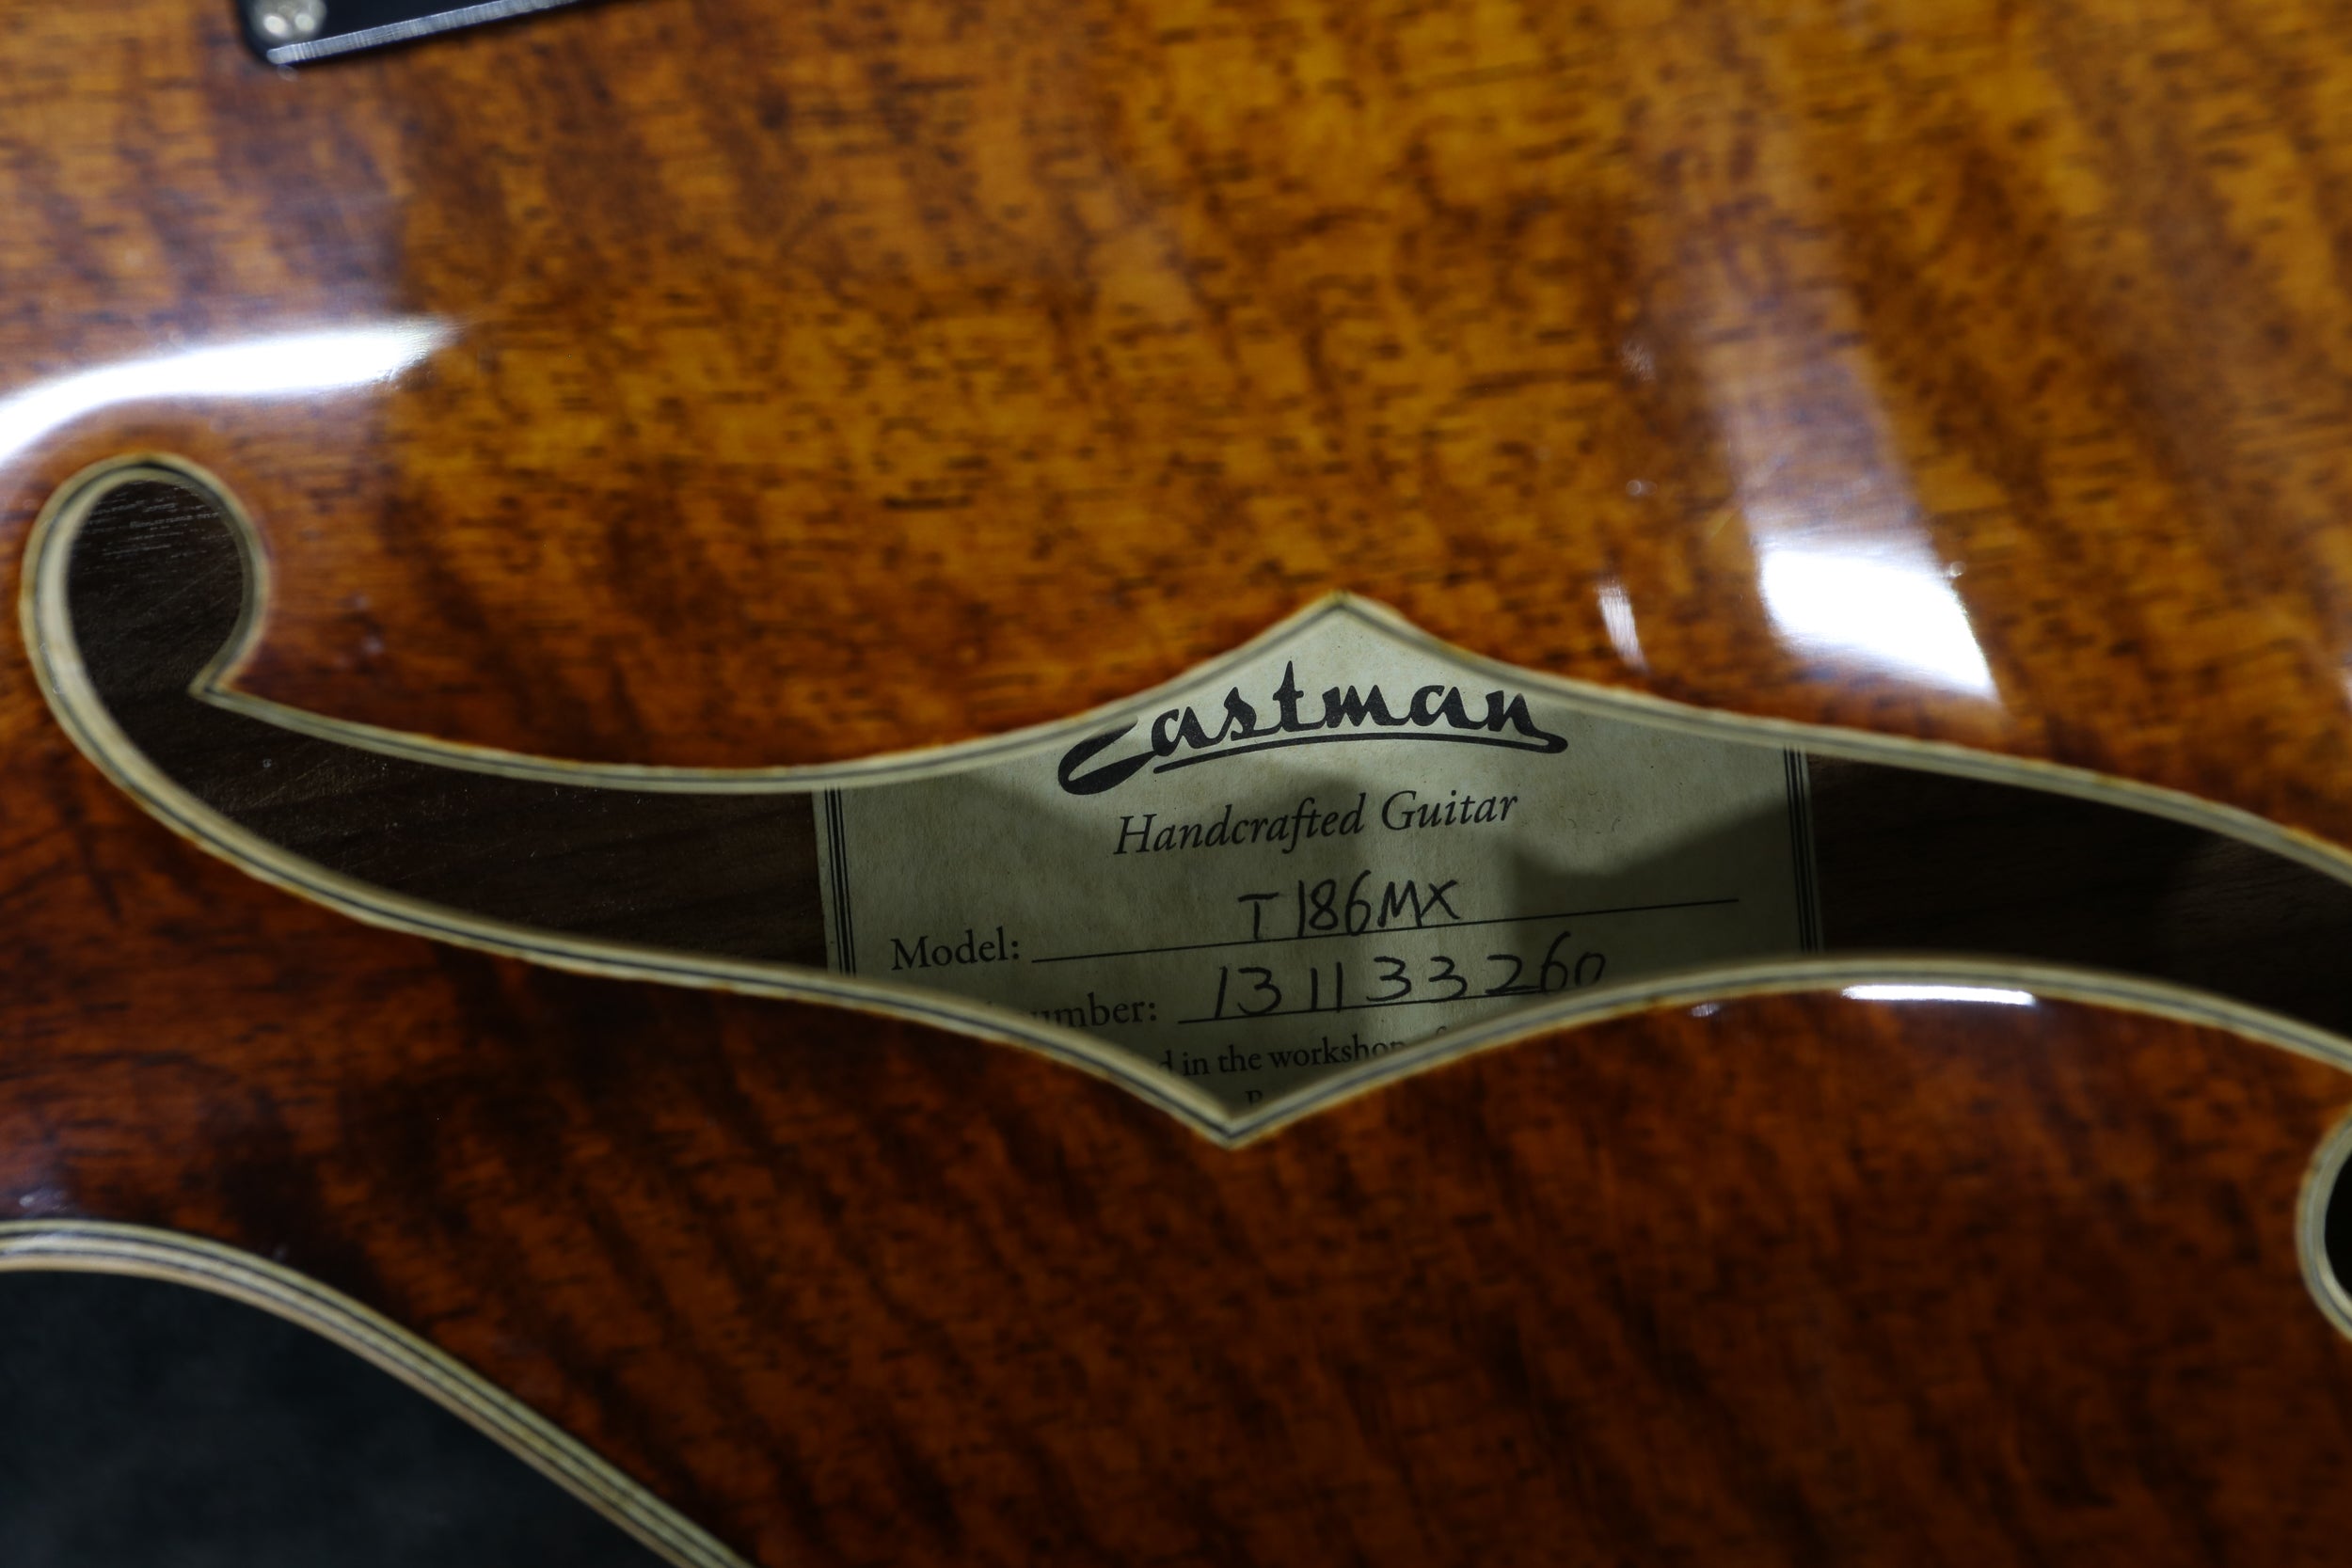 Eastman
Handcrafted Guitar
Model: T186MX
umber: 131133260
d in the workshop